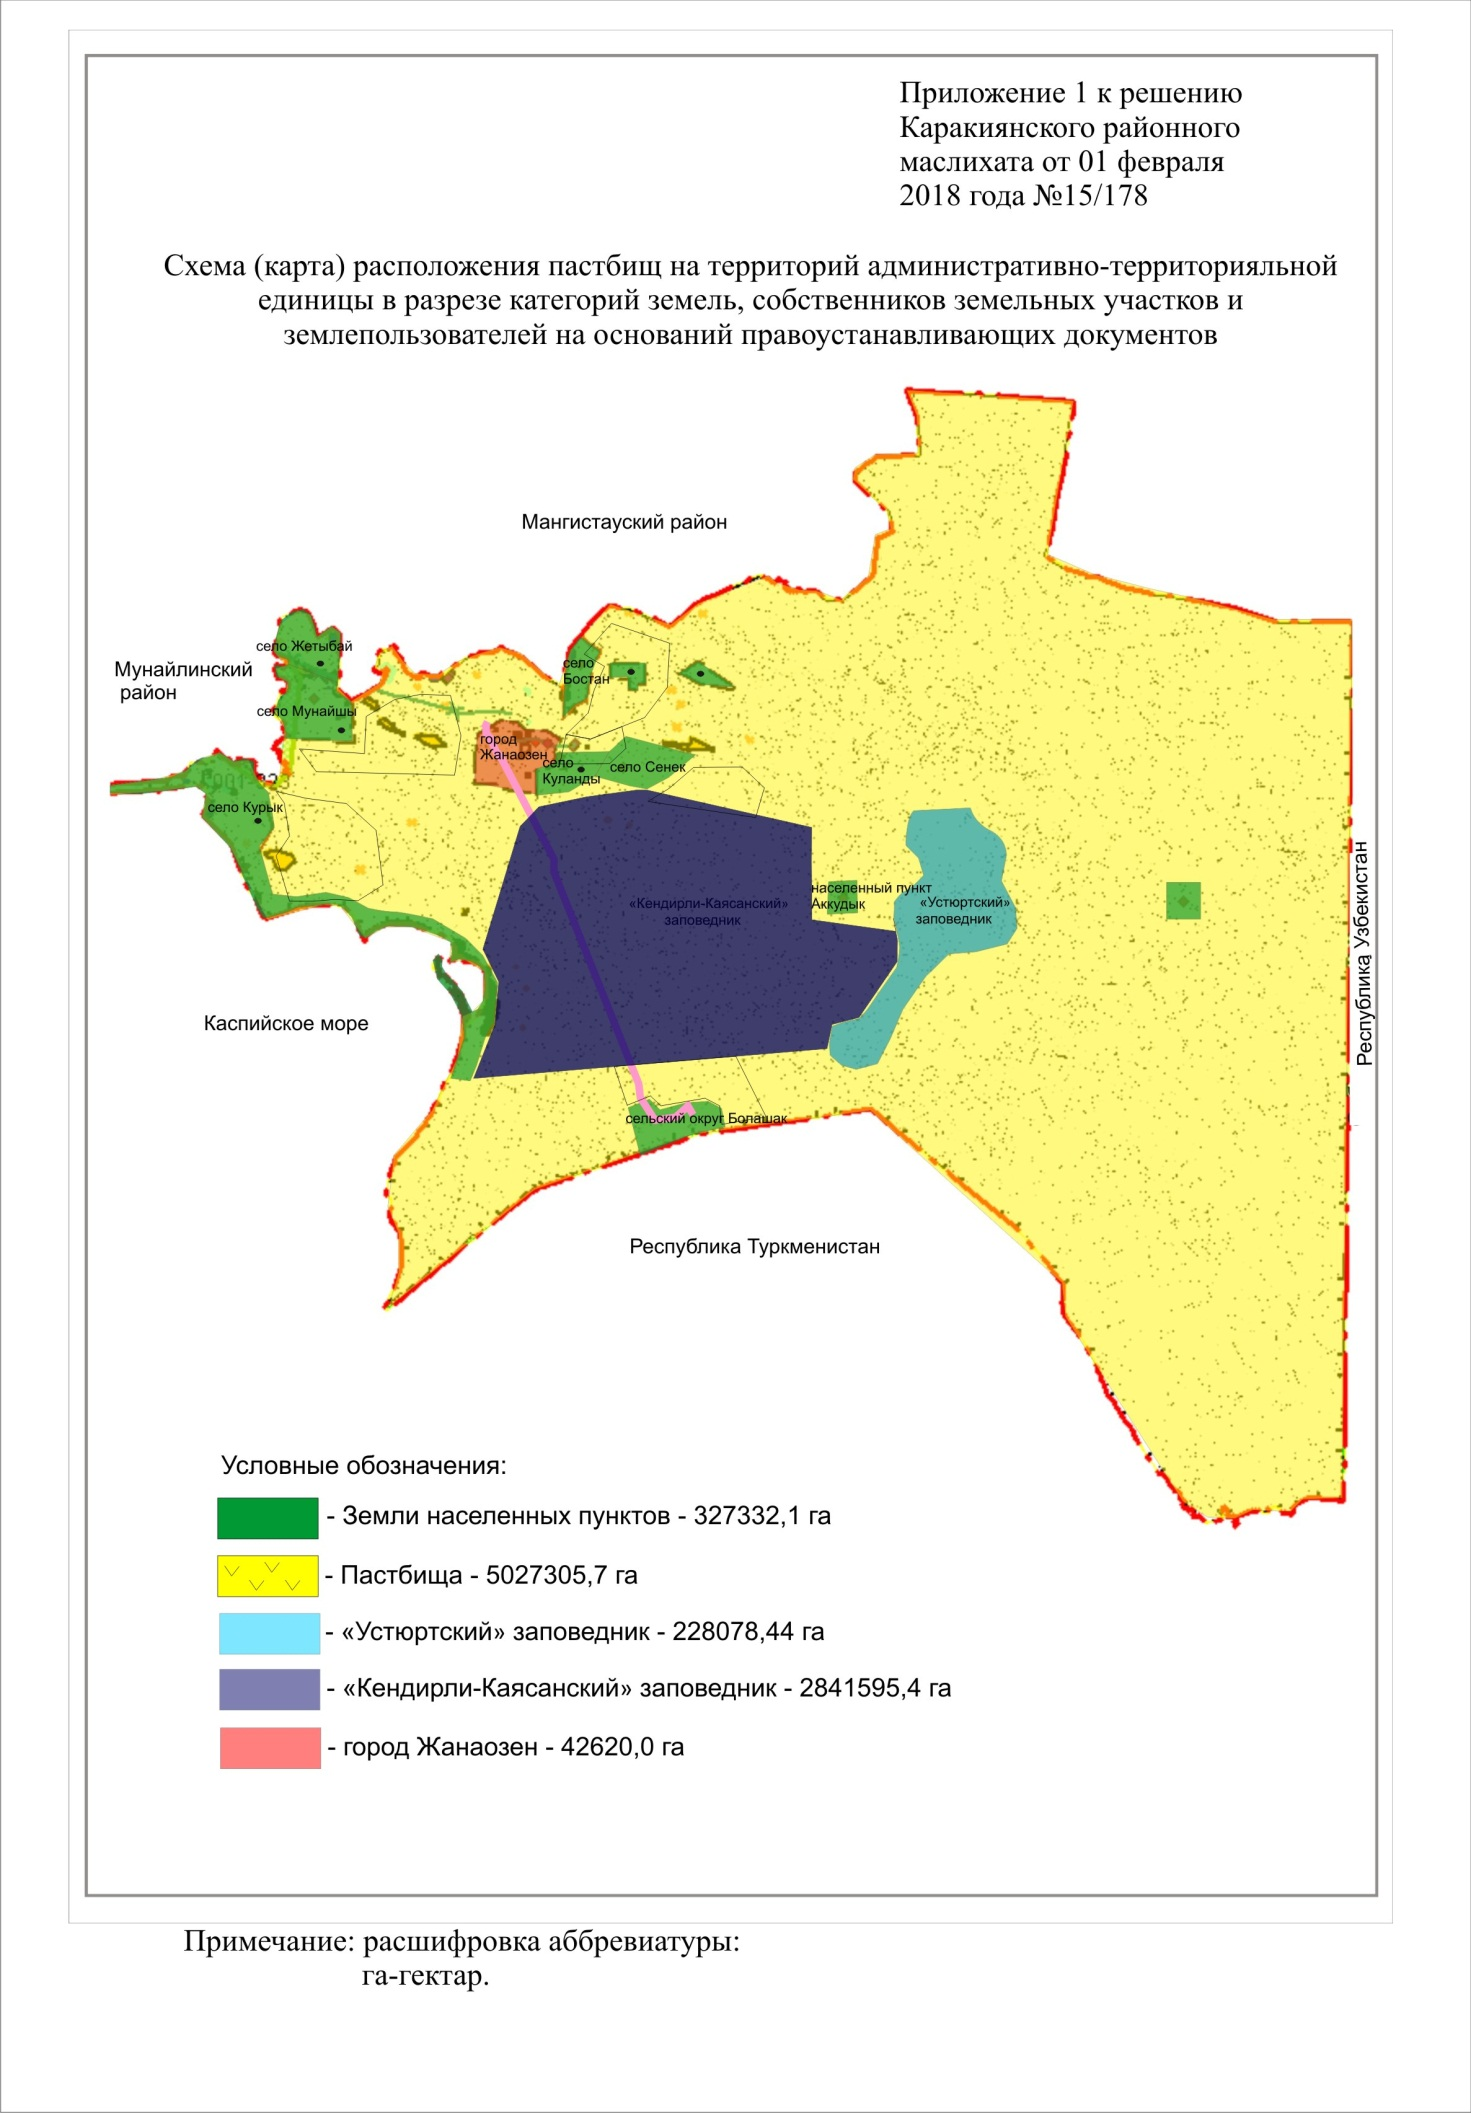 Приложение 1 к решению
Каракиянского районного
маслихата от 01 февраля
2018 года №15/178
Схема (карта) расположения пастбищ на территорий административно-территорияльной
единицы в разрезе категорий земель, собственников земельных участков и
землепользователей на оснований правоустанавливающих документов
Мангистауский район
село Жетыбай
Мунайлинский
район
село Мунайшы
село
Бостан
город
Жанаозен
село
Куланды
село Сенек
село Курык
населенный пункт
Аккудык
«Кендирли-Каясанский»
заповедник
«Устюртский»
заповедник
Республика Узбекистан
Каспийское море
сельский округ Болашак
Республика Туркменистан
Условные обозначения:
- Земли населенных пунктов - 327332,1 га
- Пастбища - 5027305,7 га
- «Устюртский» заповедник - 228078,44 га
- «Кендирли-Каясанский» заповедник - 2841595,4 га
- город Жанаозен - 42620,0 га
Примечание: расшифровка аббревиатуры:
га-гектар.